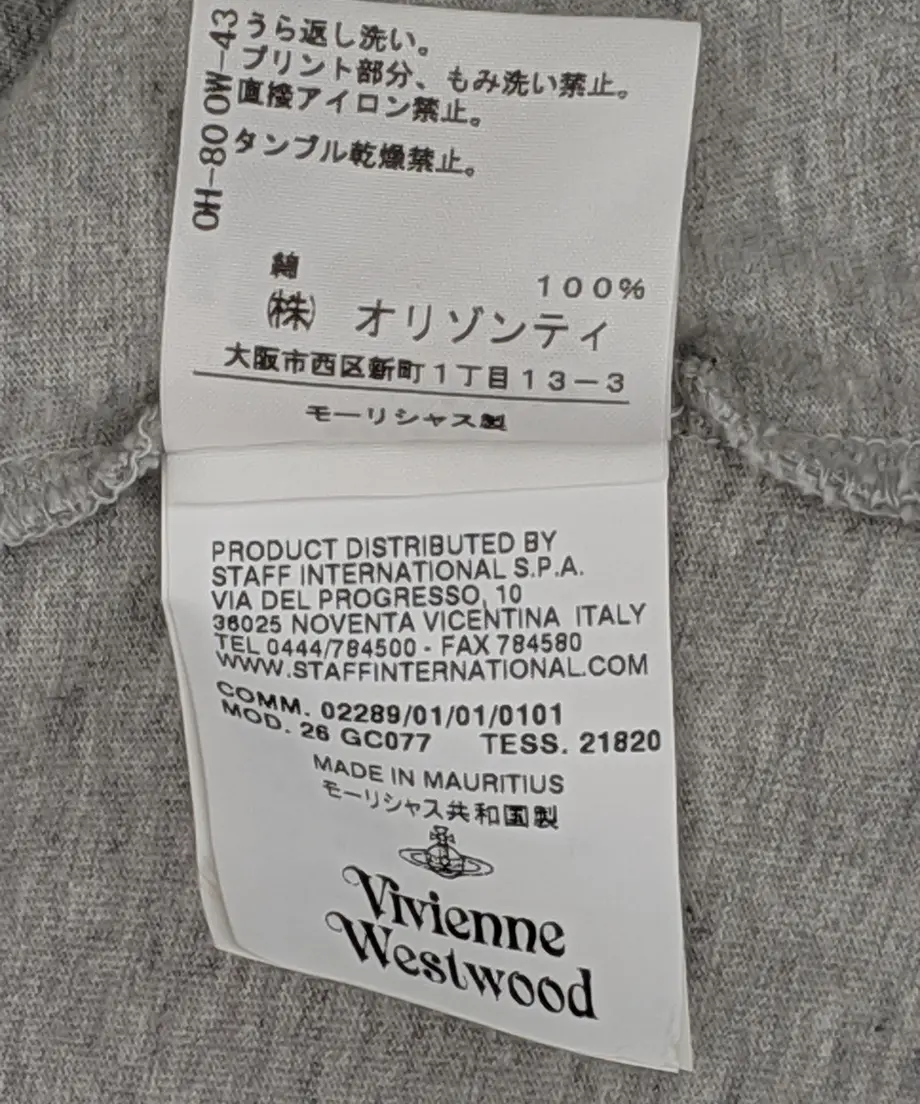 うら返し洗い。
プリント部分、もみ洗い禁止。
直接アイロン禁止。
タンブル乾燥禁止。
OH-80 OW-43
綿
100%
㈱ オリゾンティ
大阪市西区新町1丁目13-3
モーリシャス製
PRODUCT DISTRIBUTED BY
STAFF INTERNATIONAL S.P.A.
VIA DEL PROGRESSO, 10
36025 NOVENTA VICENTINA ITALY
TEL 0444/784500 - FAX 784580
WWW.STAFFINTERNATIONAL.COM
COMM. 02289/01/01/0101
MOD. 26 GC077 TESS. 21820
MADE IN MAURITIUS
モーリシャス共和国製
Vivienne
Westwood